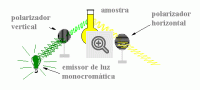 polarizador
vertical
amostra
polarizador
horizontal
emissor de luz
monocromática